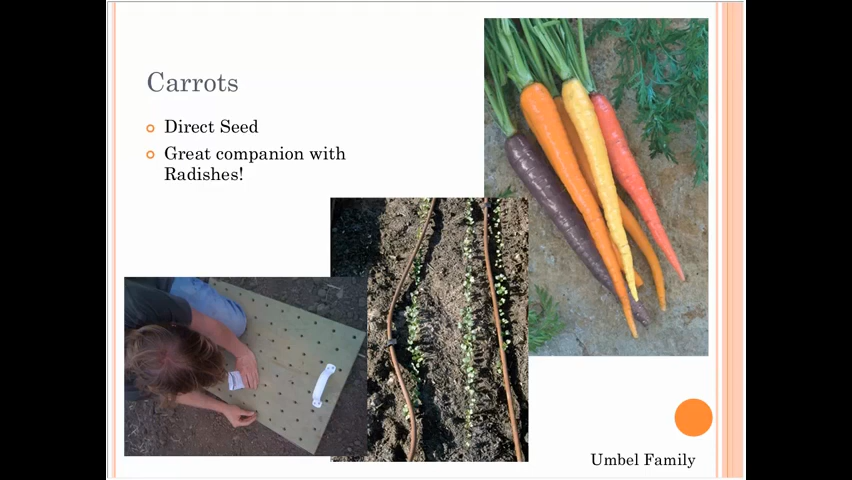 Carrots
Direct Seed
Great companion with
Radishes!
Umbel Family